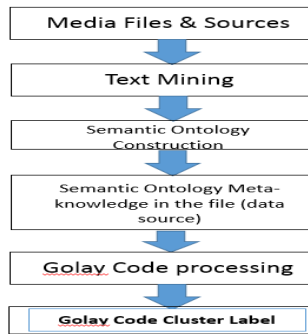 Media Files & Sources
Text Mining
Semantic Ontology
Construction
Semantic Ontology Meta-
knowledge in the file (data
source)
Golay Code processing
Golay Code Cluster Label